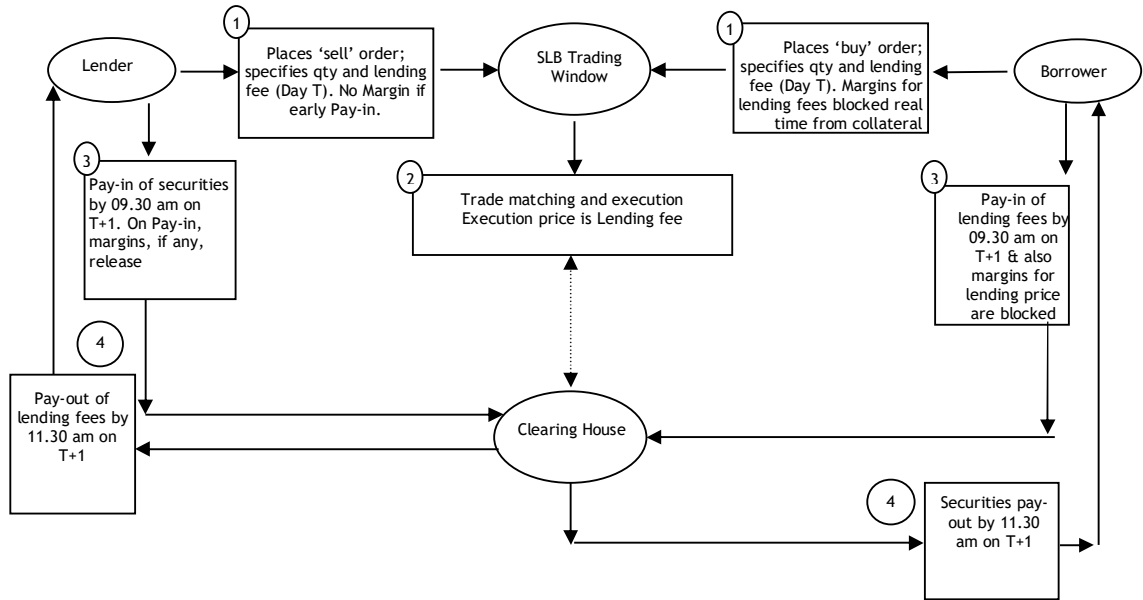 1
1
Lender
Places ‘sell’ order;
specifies qty and lending
fee (Day T). No Margin if
early Pay-in.
SLB Trading
Window
Places ‘buy’ order;
specifies qty and lending
fee (Day T). Margins for
lending fees blocked real
time from collateral
Borrower
3
Pay-in of securities
by 09.30 am on
T+1. On Pay-in,
margins, if any,
release
2
Trade matching and execution
Execution price is Lending fee
3
Pay-in of
lending fees by
09.30 am on
T+1 & also
margins for
lending price
are blocked
4
Pay-out of
lending fees by
11.30 am on
T+1
Clearing House
4
Securities pay-
out by 11.30
am on T+1